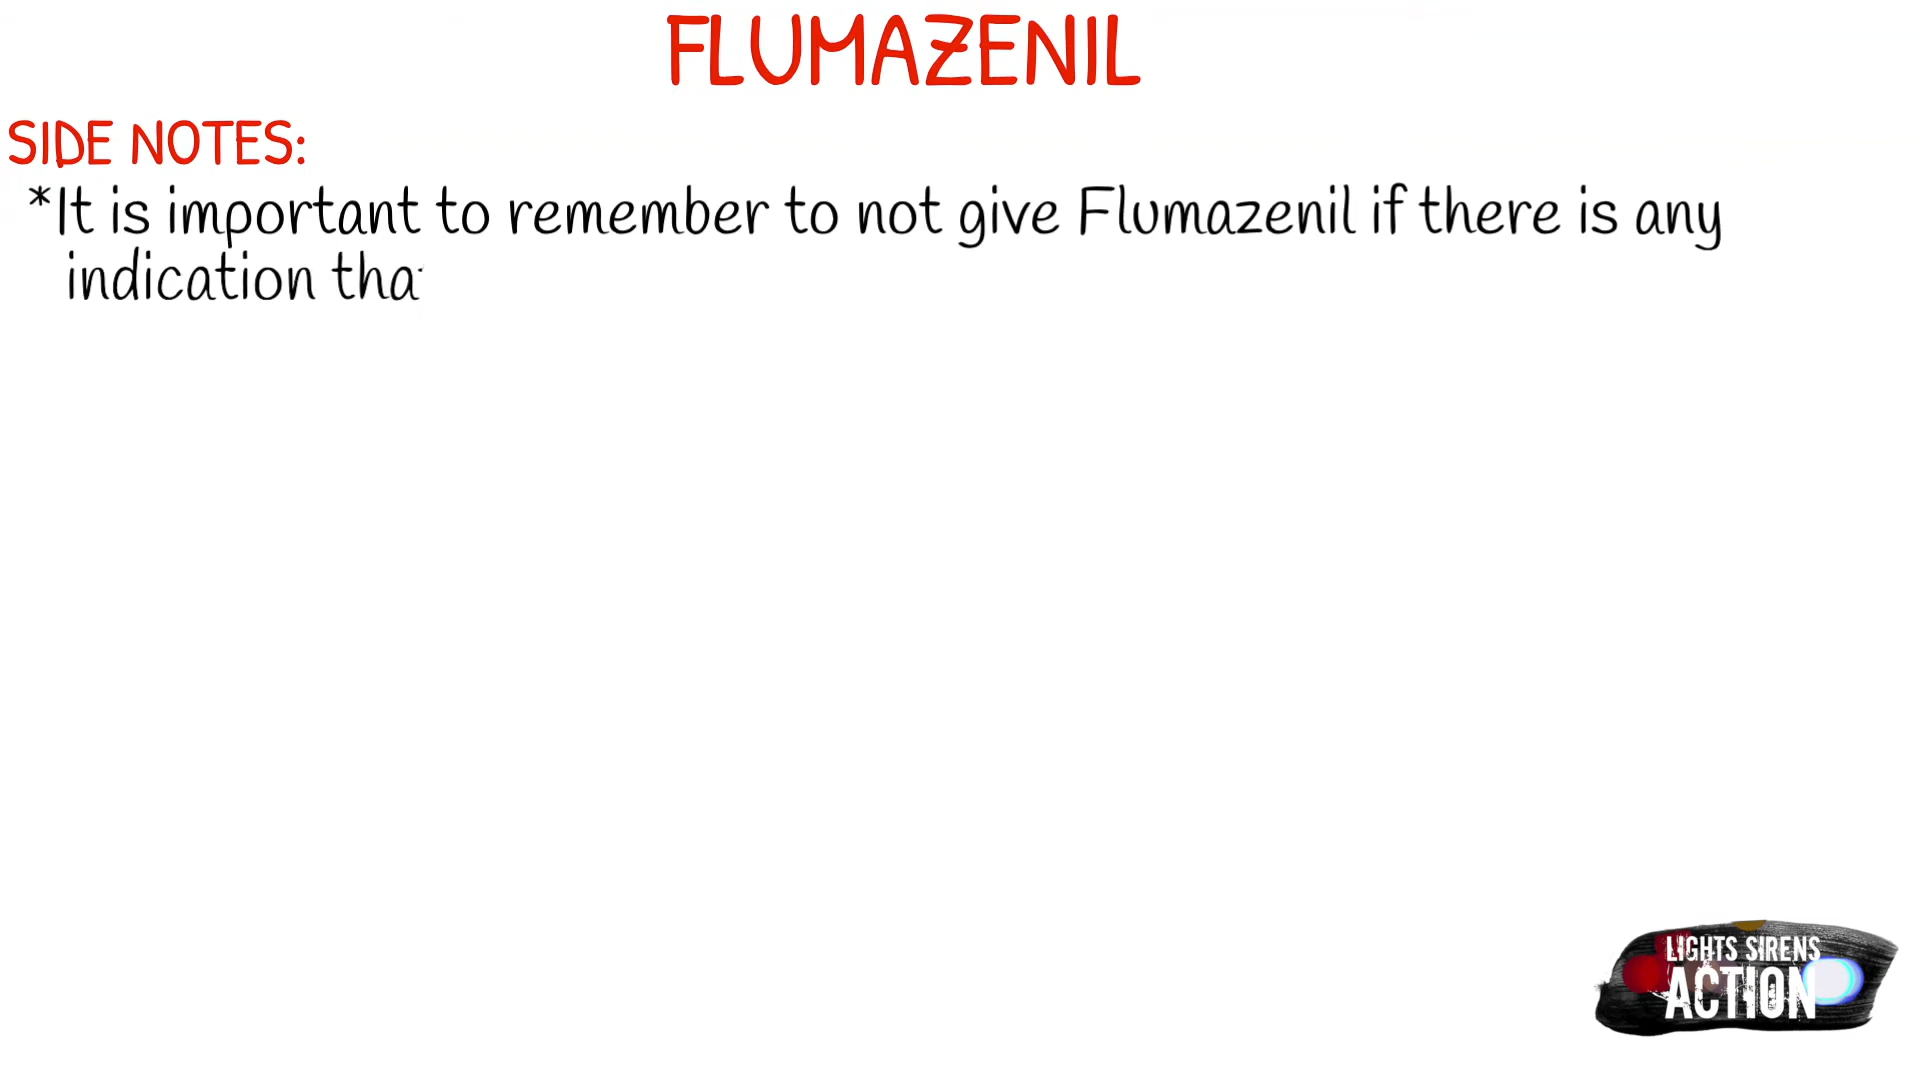 FLUMAZENIL
SIDE NOTES:
*It is important to remember to not give Flumazenil if there is any
indication tha
LIGHTS SIRENS
ACTION